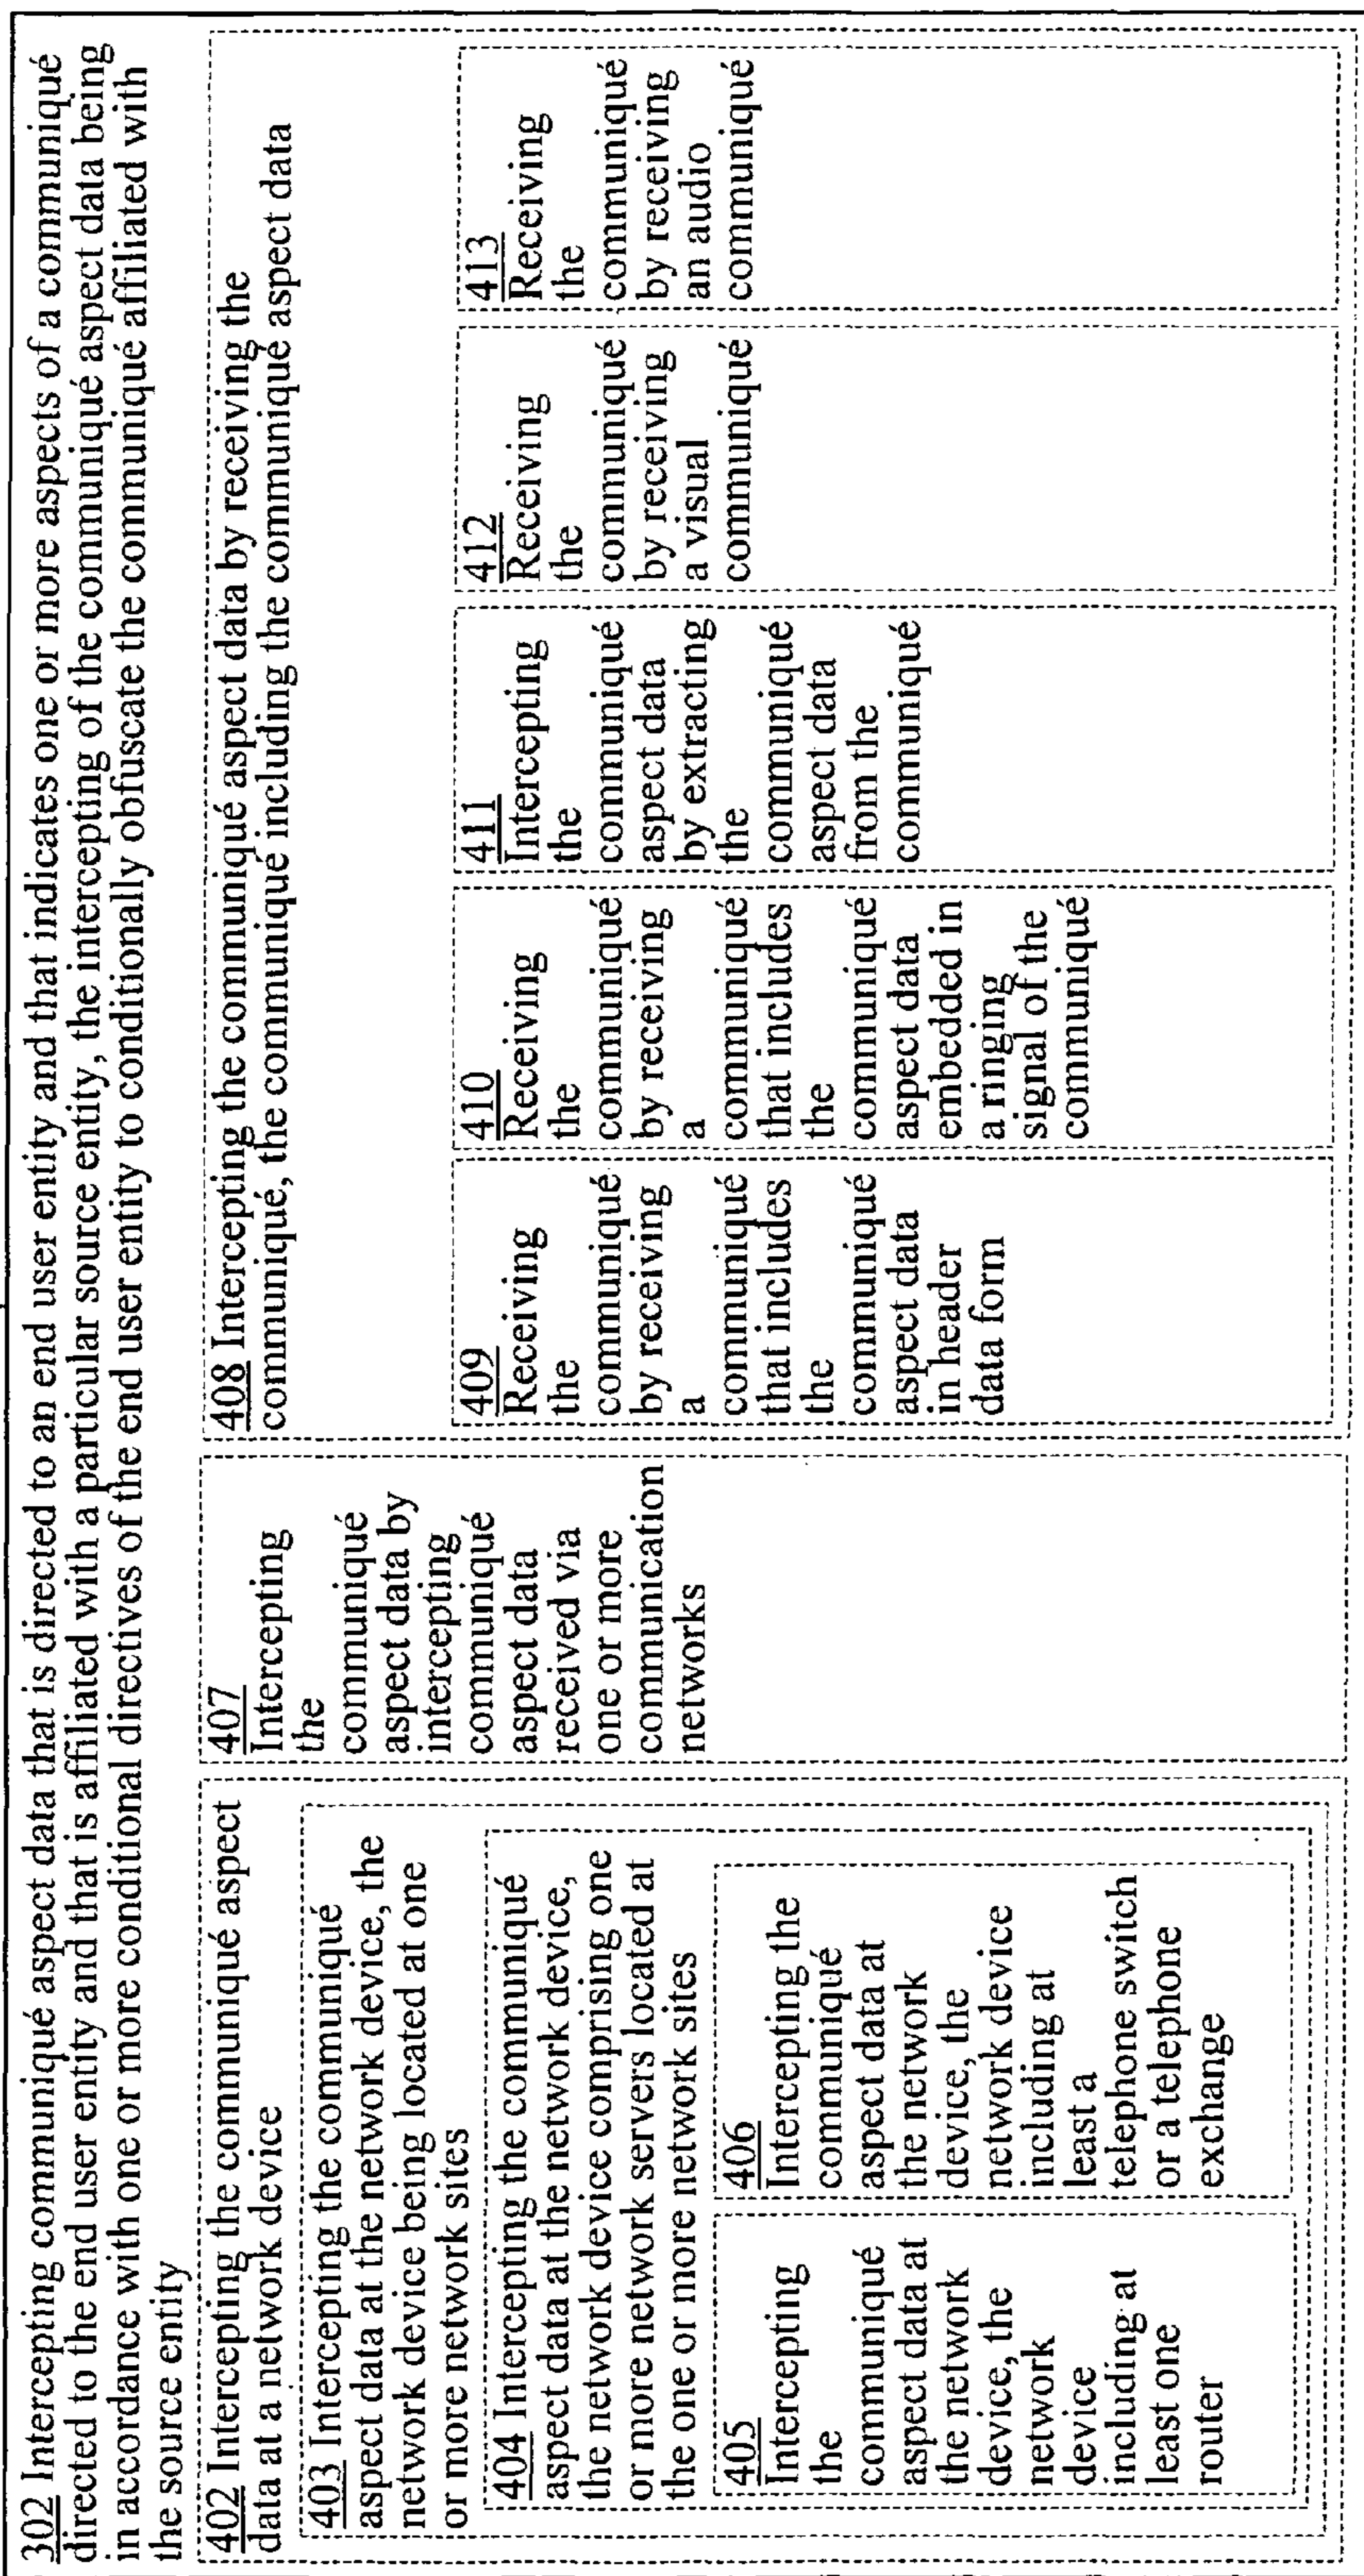 302 Intercepting communiqué aspect data that is directed to an end user entity and that indicates one or more aspects of a communiqué
directed to the end user entity and that is affiliated with a particular source entity, the intercepting of the communiqué aspect data being
in accordance with one or more conditional directives of the end user entity to conditionally obfuscate the communiqué affiliated with
the source entity
402 Intercepting the communiqué aspect
data at a network device
403 Intercepting the communiqué
aspect data at the network device, the
network device being located at one
or more network sites
404 Intercepting the communiqué
aspect data at the network device,
the network device comprising one
or more network servers located at
the one or more network sites
405
Intercepting
the
communiqué
aspect data at
the network
device, the
network
device
including at
least one
router
406
Intercepting the
communiqué
aspect data at
the network
device, the
network device
including at
least a
telephone switch
or a telephone
exchange
407
Intercepting
the
communiqué
aspect data by
intercepting
communiqué
aspect data
received via
one or more
communication
networks
408 Intercepting the communiqué aspect data by receiving the
communiqué, the communiqué including the communiqué aspect data
409
Receiving
the
communiqué
by receiving
a
communiqué
that includes
the
communiqué
aspect data
in header
data form
410
Receiving
the
communiqué
by receiving
a
communiqué
that includes
the
communiqué
aspect data
embedded in
a ringing
signal of the
communiqué
411
Intercepting
the
communiqué
aspect data
by extracting
the
communiqué
aspect data
from the
communiqué
412
Receiving
the
communiqué
by receiving
a visual
communiqué
413
Receiving
the
communiqué
by receiving
an audio
communiqué